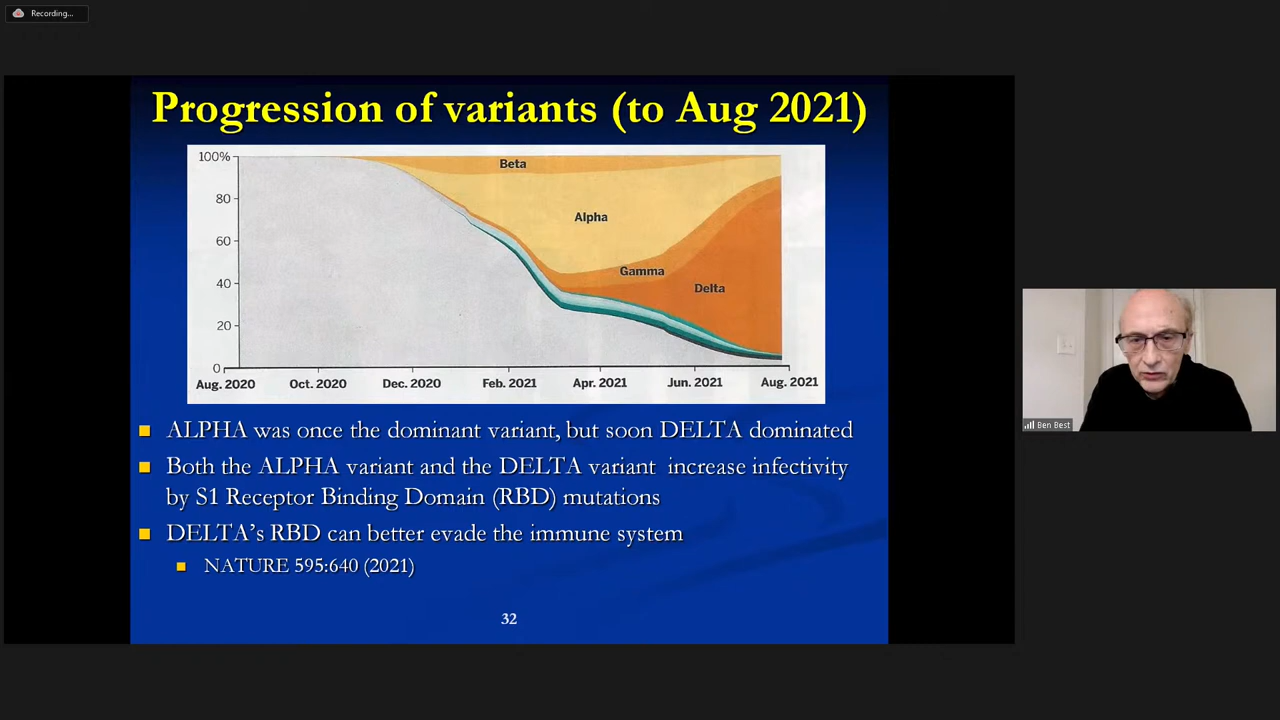 Recording...
Progression of variants (to Aug 2021)
100%
80
60
40
20
0
Beta
Alpha
Gamma
Delta
Aug. 2020 Oct. 2020 Dec. 2020 Feb. 2021 Apr. 2021 Jun. 2021 Aug. 2021
ALPHA was once the dominant variant, but soon DELTA dominated
Both the ALPHA variant and the DELTA variant increase infectivity
by S1 Receptor Binding Domain (RBD) mutations
DELTA's RBD can better evade the immune system
NATURE 595:640 (2021)
32
Ben Best